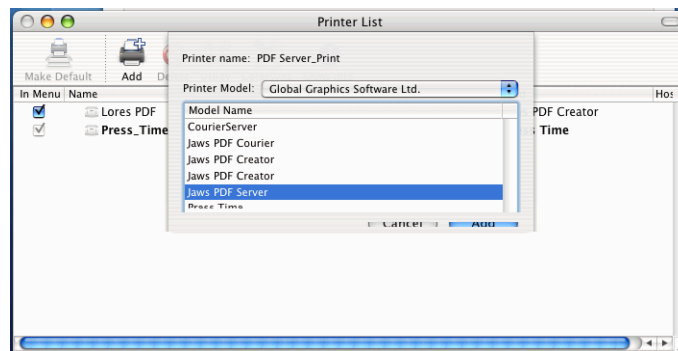 Printer List
Printer name: PDF Server_Print
Make Default Add
Printer Model: Global Graphics Software Ltd.
In Menu Name
Model Name
Lores PDF
PDF Creator
CourierServer
Press_Time
Time
Jaws PDF Courier
Jaws PDF Creator
Jaws PDF Creator
Jaws PDF Server
Press Time
Cancel Add